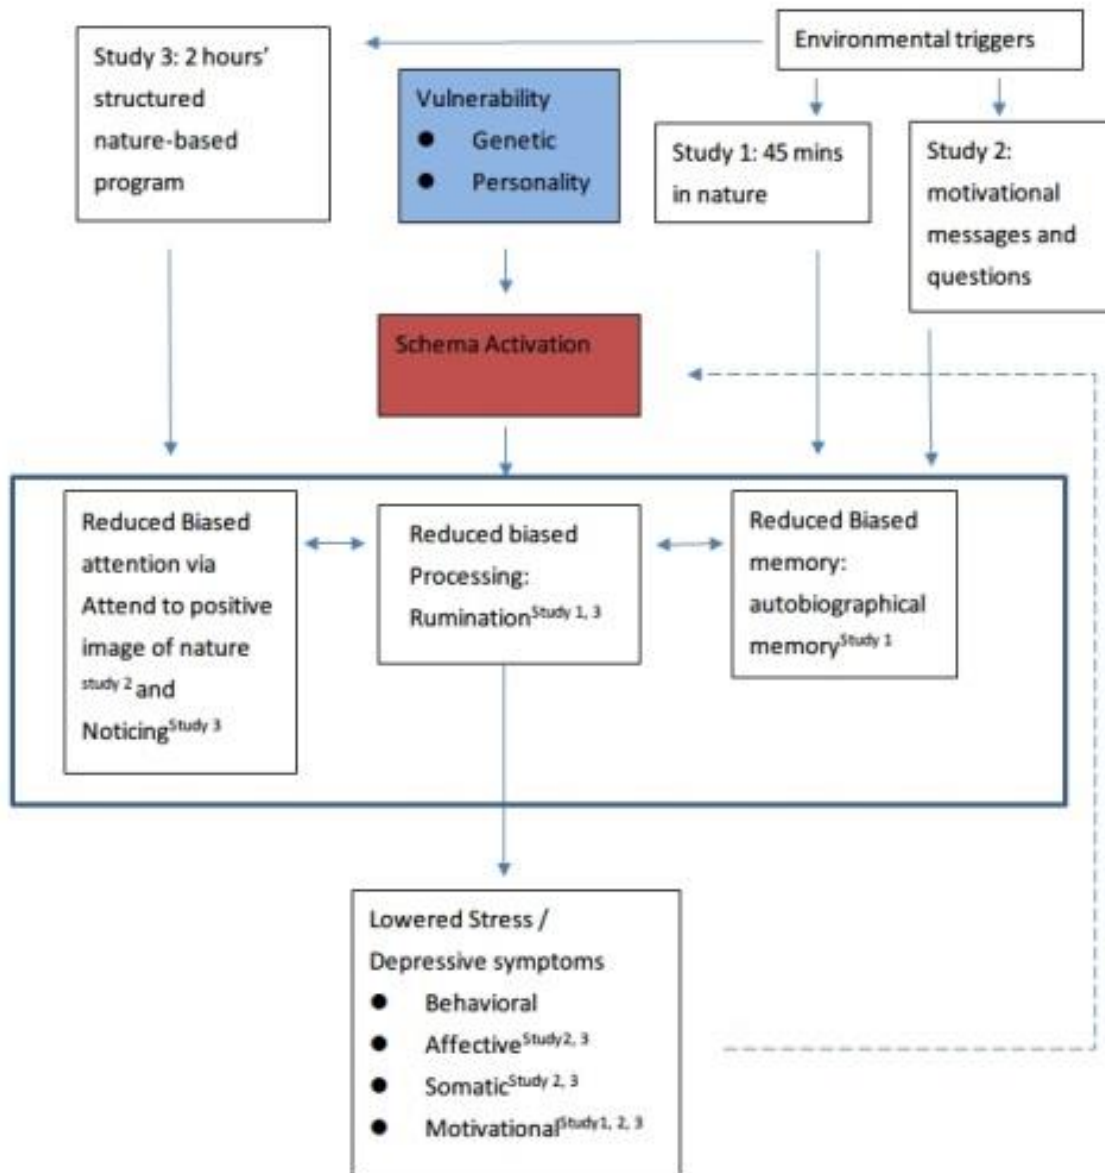 Study 3: 2 hours’
structured
nature-based
program
Vulnerability
● Genetic
● Personality
Environmental triggers
Study 1: 45 mins
in nature
Study 2:
motivational
messages and
questions
Schema Activation
Reduced Biased
attention via
Attend to positive
image of nature
study 2 and
Noticing Study 3
Reduced biased
Processing:
Rumination Study 1, 3
Reduced Biased
memory:
autobiographical
memory Study 1
Lowered Stress /
Depressive symptoms
● Behavioral
● Affective Study2, 3
● Somatic Study 2, 3
● Motivational Study1, 2, 3